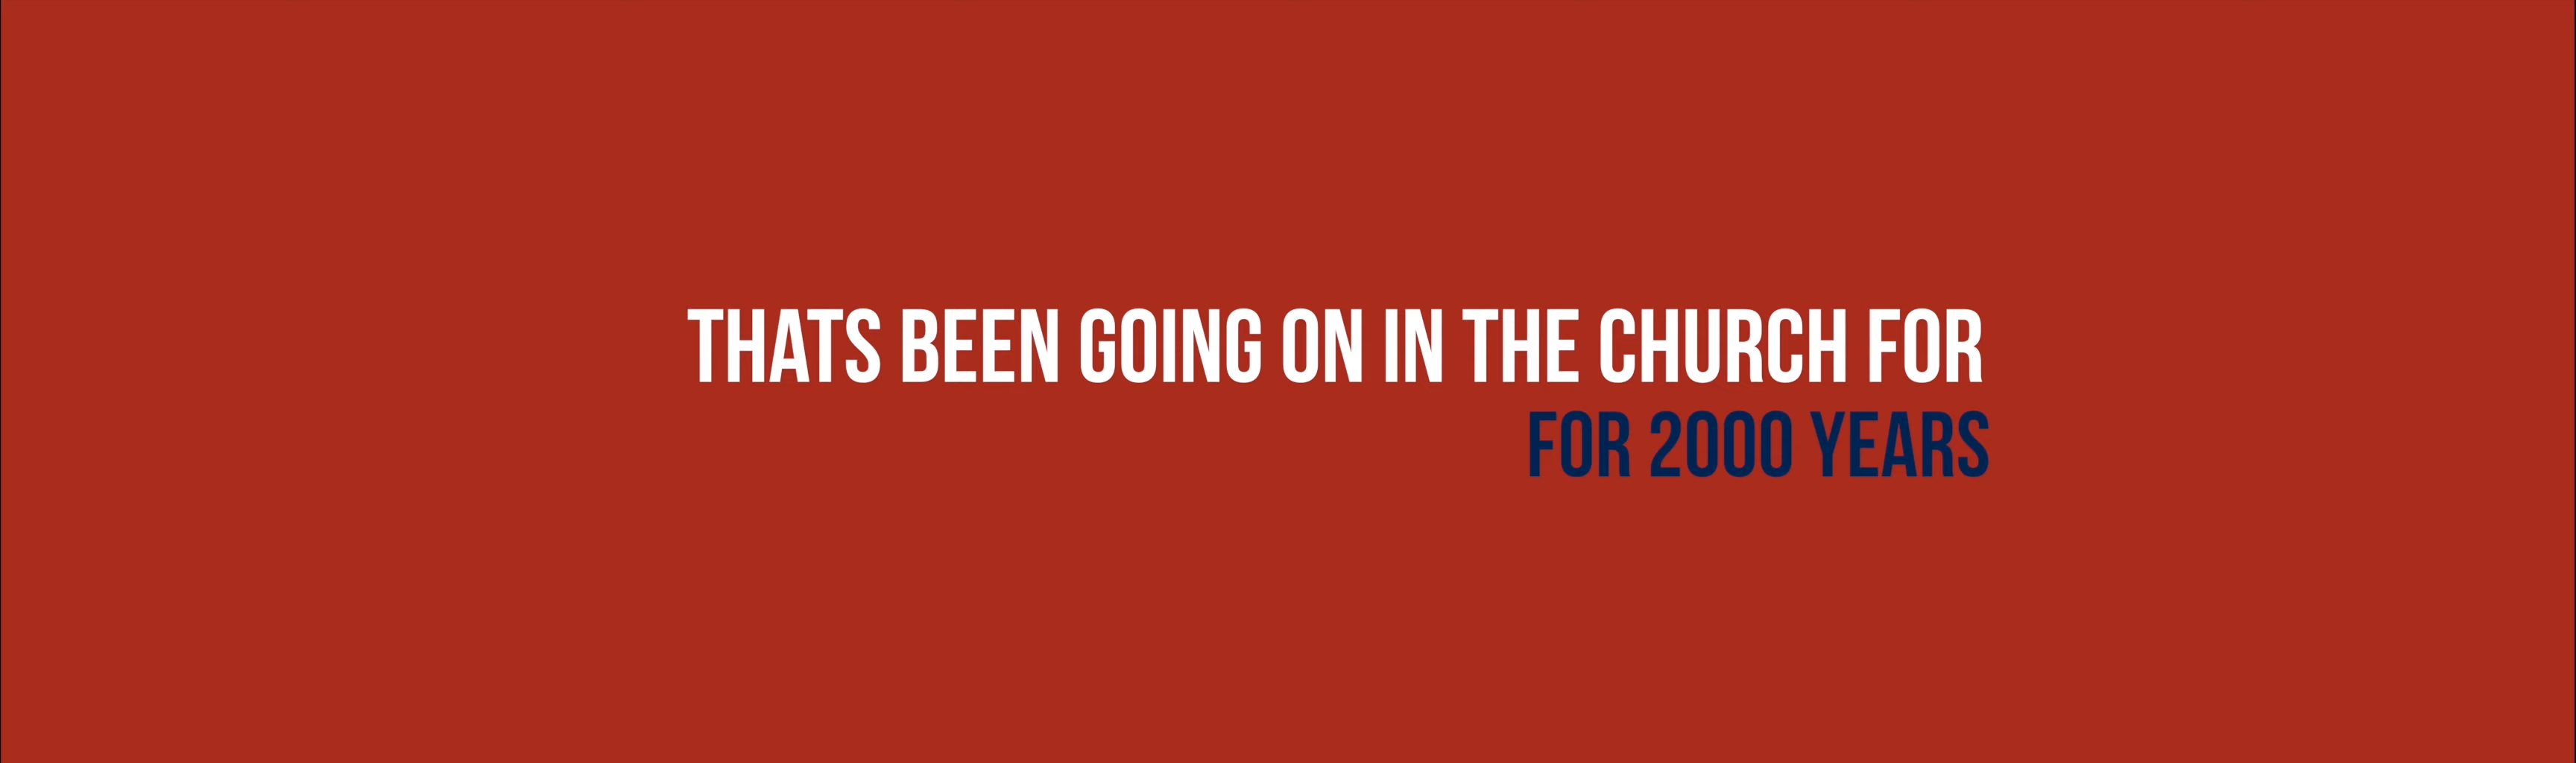 THATS BEEN GOING ON IN THE CHURCH FOR
FOR 2000 YEARS